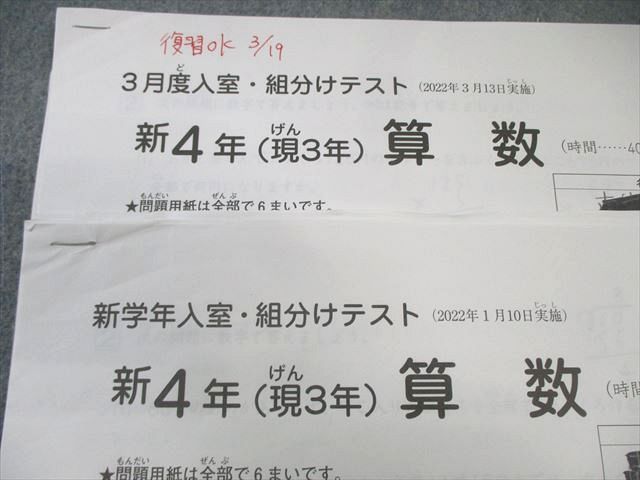 復習OK 3/19
3月度入室・組分けテスト（2022年3月13日実施）
新4年（現3年）算数（時間……40
★問題用紙は全部で6まいです。
新学年入室・組分けテスト（2022年1月10日実施）
新4年（現3年）算数（時間
★問題用紙は全部で6まいです。